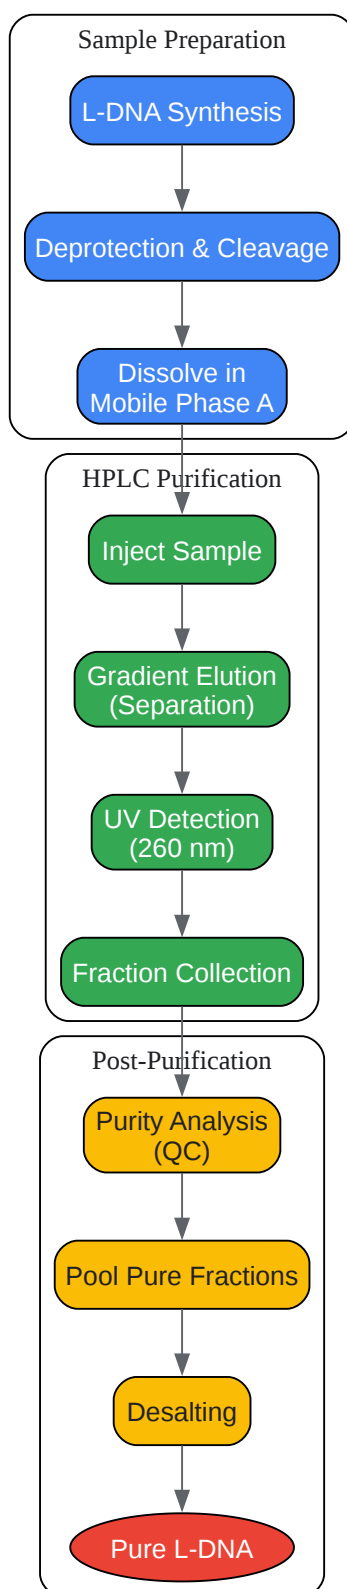 Sample Preparation
L-DNA Synthesis
Deprotection & Cleavage
Dissolve in
Mobile Phase A
HPLC Purification
Inject Sample
Gradient Elution
(Separation)
UV Detection
(260 nm)
Fraction Collection
Post-Purification
Purity Analysis
(QC)
Pool Pure Fractions
Desalting
Pure L-DNA